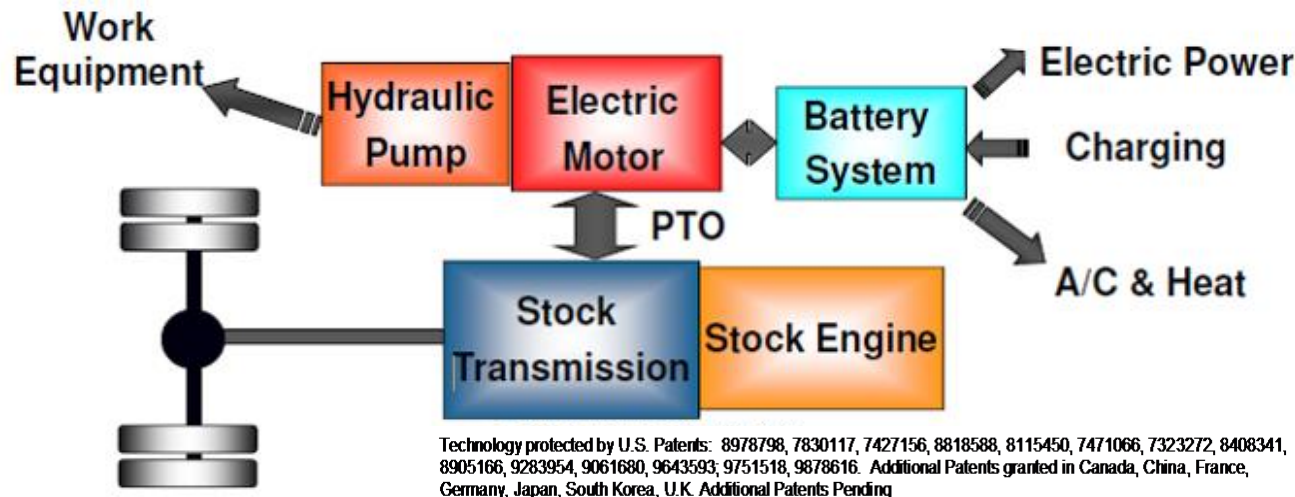 Work
Equipment
Hydraulic
Pump
Electric
Motor
Battery
System
Electric Power
Charging
A/C & Heat
PTO
Stock
Transmission
Stock Engine
Technology protected by U.S. Patents:  8978798, 7830117, 7427156, 8818588, 8115450, 7471066, 7323272, 8408341,
8905166, 9283954, 9061680, 9643593; 9751518, 9878616.  Additional Patents granted in Canada, China, France,
Germany, Japan, South Korea, U.K. Additional Patents Pending